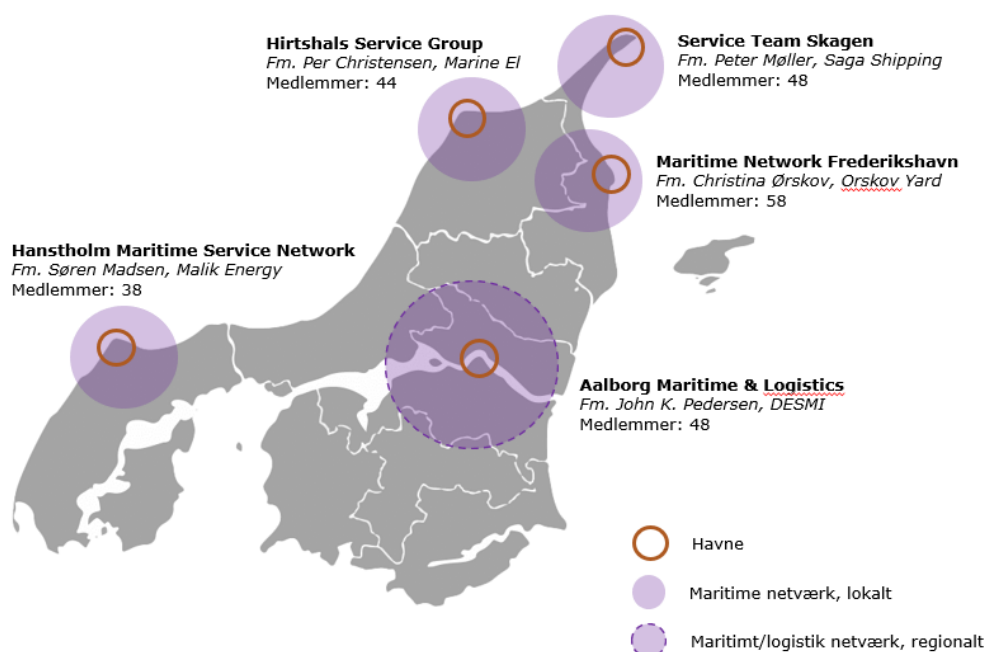 Hirtshals Service Group
Fm. Per Christensen, Marine El
Medlemmer: 44
Service Team Skagen
Fm. Peter Møller, Saga Shipping
Medlemmer: 48
Maritime Network Frederikshavn
Fm. Christina Ørskov, Orskov Yard
Medlemmer: 58
Hanstholm Maritime Service Network
Fm. Søren Madsen, Malik Energy
Medlemmer: 38
Aalborg Maritime & Logistics
Fm. John K. Pedersen, DESMI
Medlemmer: 48
Havne
Maritime netværk, lokalt
Maritimt/logistik netværk, regionalt